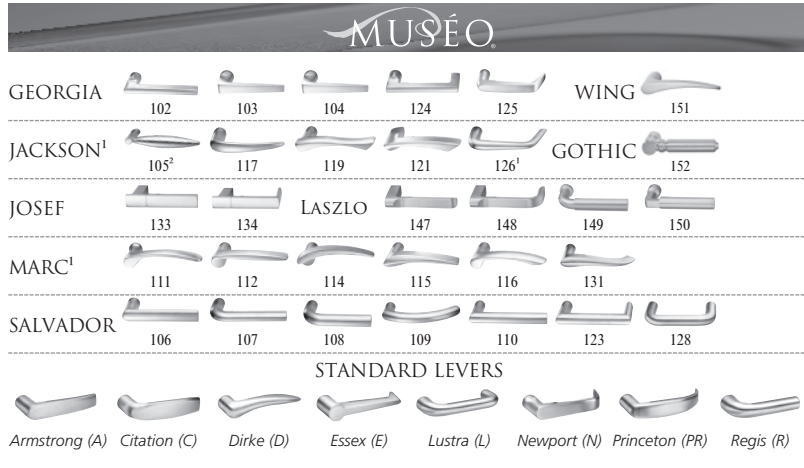 MUSÉO®
GEORGIA 102 103 104 124 125 WING 151
JACKSON¹ 105² 117 119 121 126¹ GOTHIC 152
JOSEF 133 134 LASZLO 147 148 149 150
MARC¹ 111 112 114 115 116 131
SALVADOR 106 107 108 109 110 123 128
STANDARD LEVERS
Armstrong (A) Citation (C) Dirke (D) Essex (E) Lustra (L) Newport (N) Princeton (PR) Regis (R)